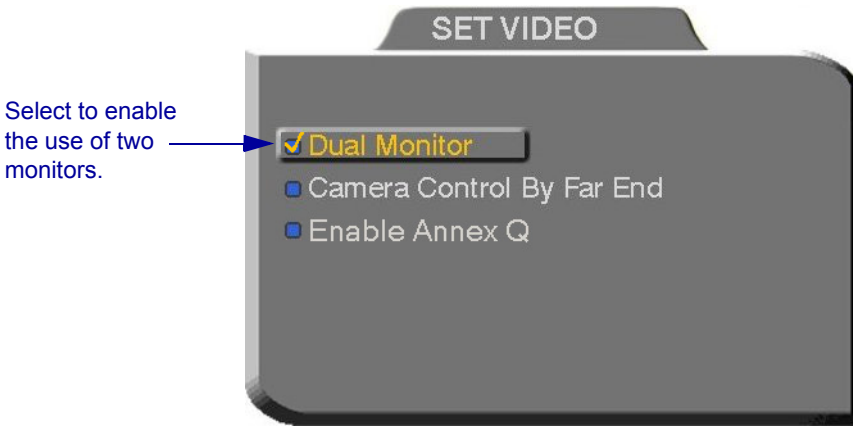 SET VIDEO
Select to enable
the use of two
monitors.
Dual Monitor
Camera Control By Far End
Enable Annex Q